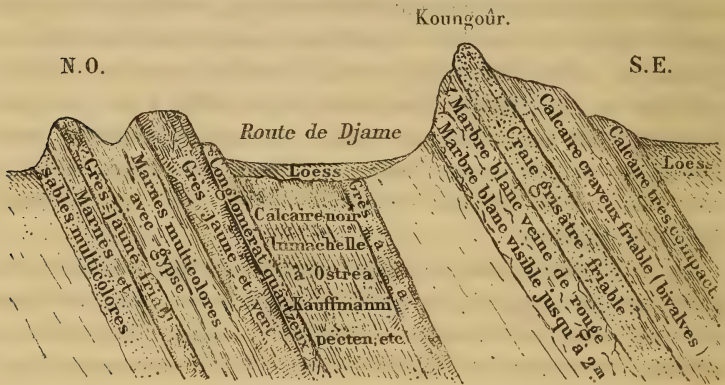 Koungoûr.
N.O.
S.E.
Route de Djame
Loess
Loess
Marnes et
sables multicolores
Grès jaune friable
Marnes multicolores
avec gypse
Grès jaune et vert
Conglomérat quarzeux
Calcaire noir
lumachelle
à Ostrea
Kauffmanni
pecten, etc
Marbre blanc veiné de rouge
Marbre blanc visible jusqu'à 2m
Craie grisâtre friable
Calcaire crayeux friable (bivalves)
Calcaire très compact